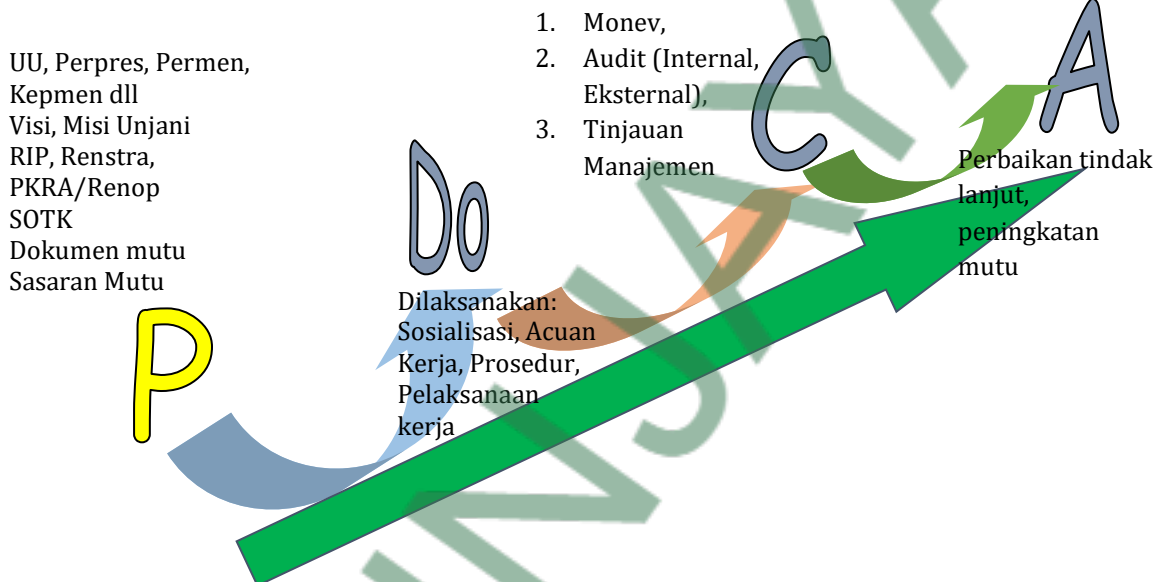 UU, Perpres, Permen,
Kepmen dll
Visi, Misi Unjani
RIP, Renstra,
PKRA/Renop
SOTK
Dokumen mutu
Sasaran Mutu
P
Do
Dilaksanakan:
Sosialisasi, Acuan
Kerja, Prosedur,
Pelaksanaan
kerja
1. Monev,
2. Audit (Internal,
Eksternal),
3. Tinjauan
Manajemen
C
A
Perbaikan tindak
lanjut,
peningkatan
mutu